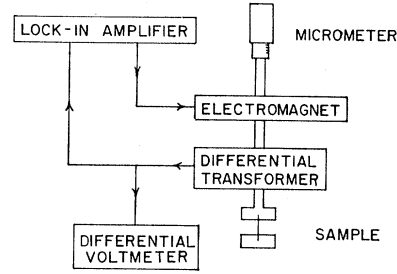 LOCK-IN AMPLIFIER
MICROMETER
ELECTROMAGNET
DIFFERENTIAL
TRANSFORMER
SAMPLE
DIFFERENTIAL
VOLTMETER